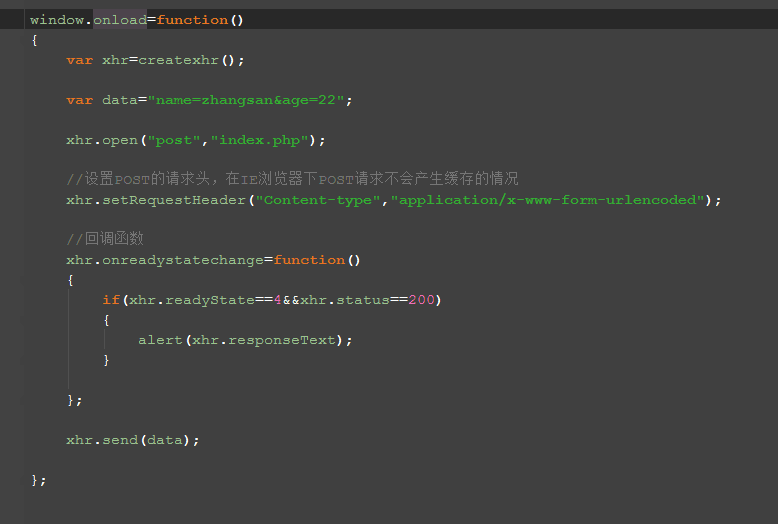 window.onload=function()
{
var xhr=createxhr();
var data="name=zhangsan&age=22";
xhr.open("post","index.php");
//设置POST的请求头，在IE浏览器下POST请求不会产生缓存的情况
xhr.setRequestHeader("Content-type","application/x-www-form-urlencoded");
//回调函数
xhr.onreadystatechange=function()
{
if(xhr.readyState==4&&xhr.status==200)
{
alert(xhr.responseText);
}
};
xhr.send(data);
};